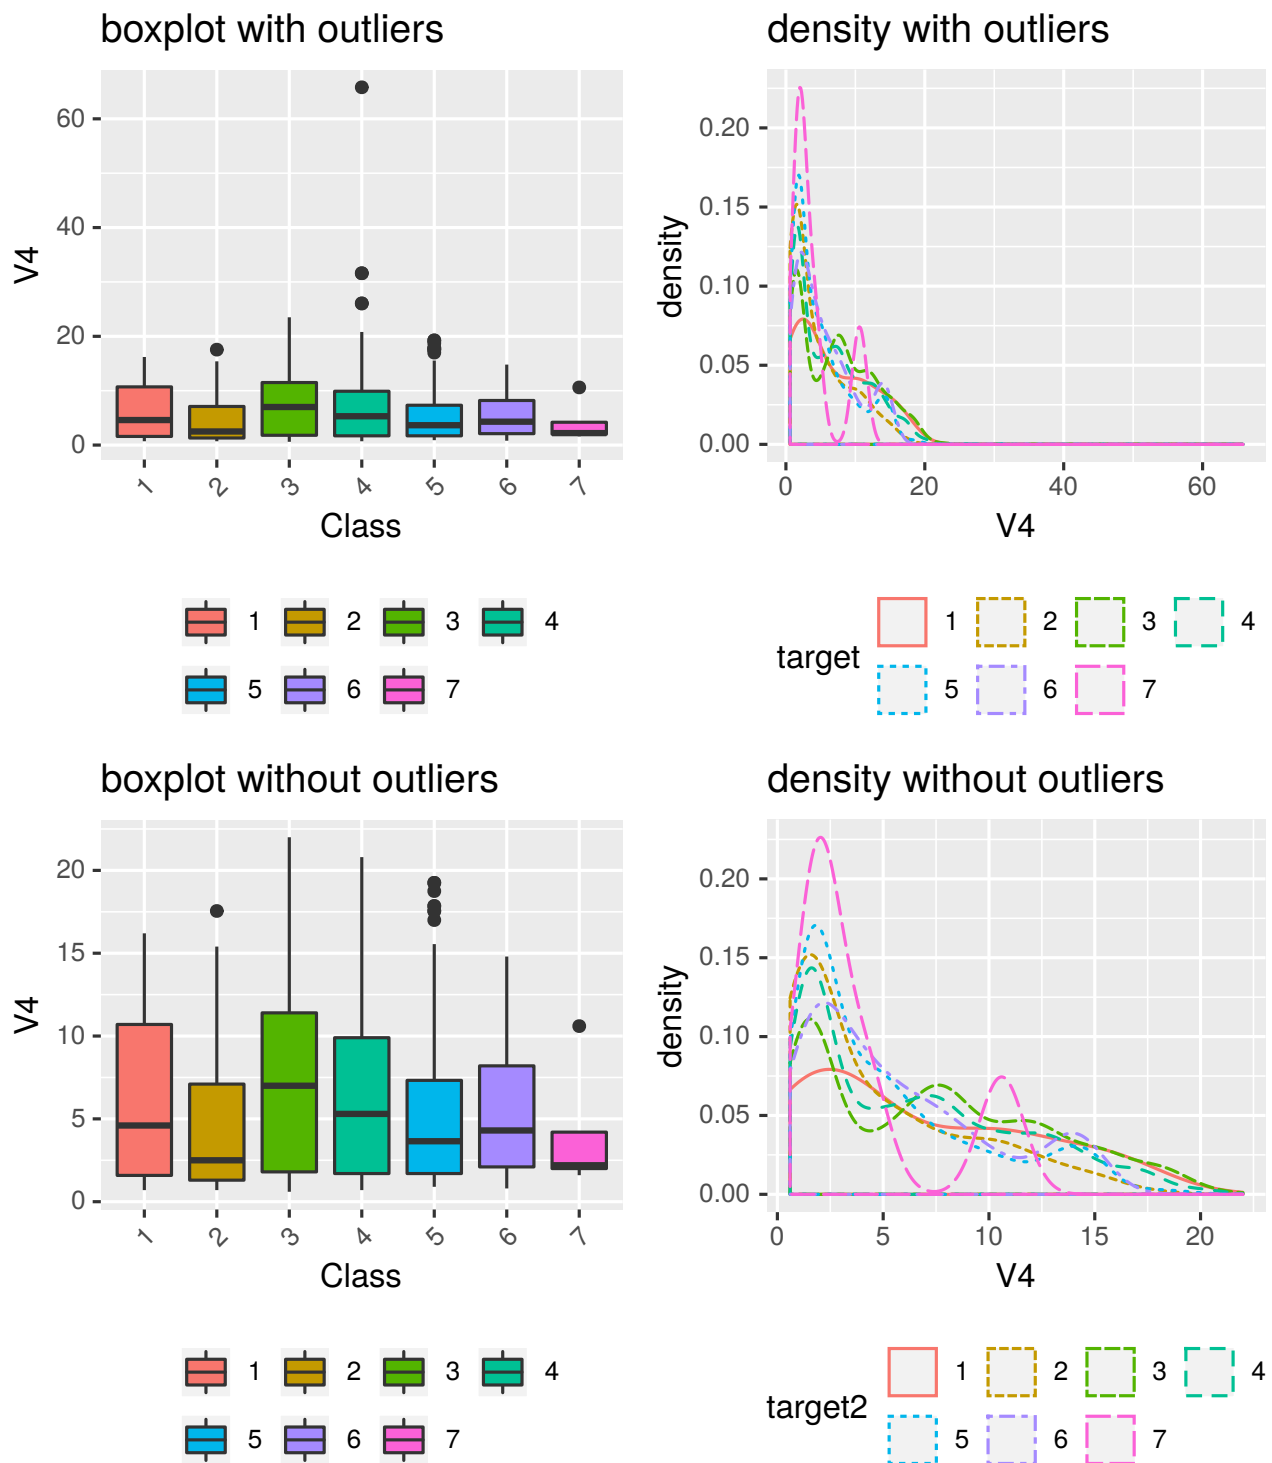 boxplot with outliers
V4
60
40
20
0
1 2 3 4 5 6 7
Class
1 2 3 4
5 6 7
density with outliers
density
0.20
0.15
0.10
0.05
0.00
0 20 40 60
V4
target
1 2 3 4
5 6 7
boxplot without outliers
V4
20
15
10
5
0
1 2 3 4 5 6 7
Class
1 2 3 4
5 6 7
density without outliers
density
0.20
0.15
0.10
0.05
0.00
0 5 10 15 20
V4
target2
1 2 3 4
5 6 7